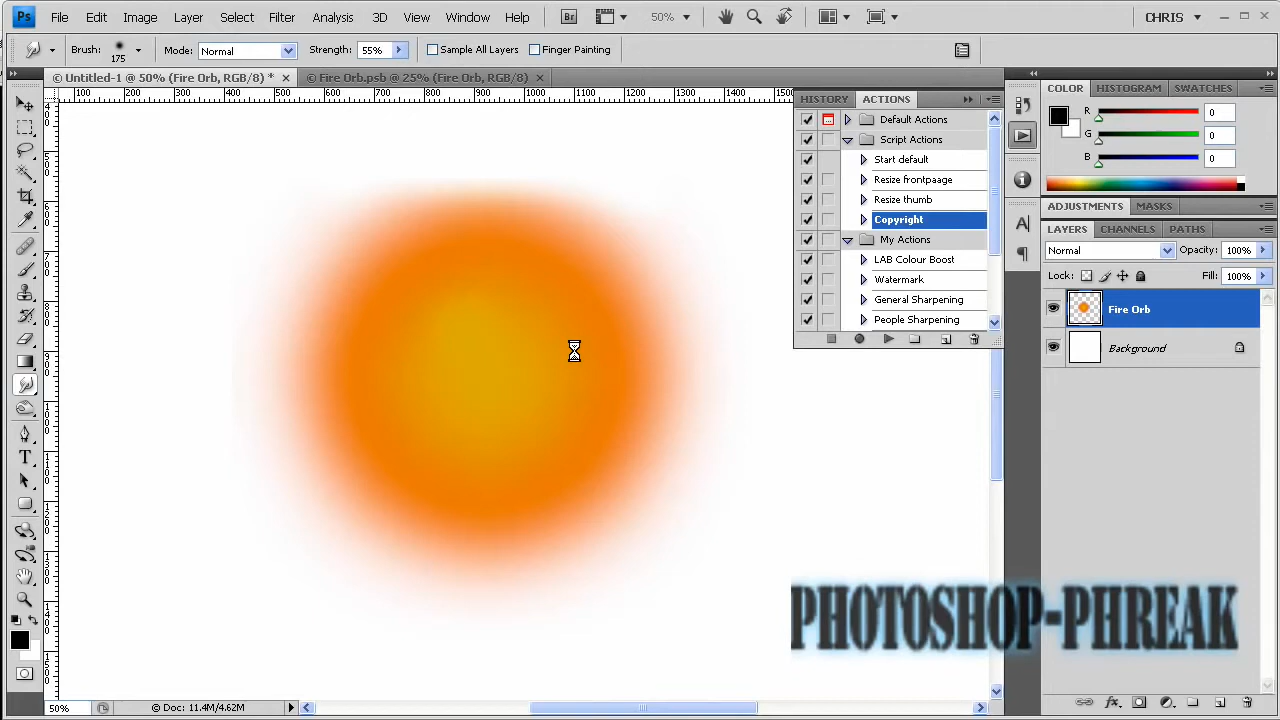 Ps File Edit Image Layer Select Filter Analysis 3D View Window Help Br 50% CHRIS
Brush: 175 Mode: Normal Strength: 55% Sample All Layers Finger Painting
© Untitled-1 @ 50% (Fire Orb, RGB/8) * © Fire Orb.psb @ 25% (Fire Orb, RGB/8)
100 200 300 400 500 600 700 800 900 1000 1100 1200 1300 1400 1500
HISTORY ACTIONS
Default Actions
Script Actions
Start default
Resize frontpaage
Resize thumb
Copyright
My Actions
LAB Colour Boost
Watermark
General Sharpening
People Sharpening
COLOR HISTOGRAM SWATCHES
R 0
G 0
B 0
ADJUSTMENTS MASKS
LAYERS CHANNELS PATHS
Normal Opacity: 100%
Lock: Fill: 100%
Fire Orb
Background
PHOTOSHOP-PHREAK
50% © Doc: 11.4M/4.62M